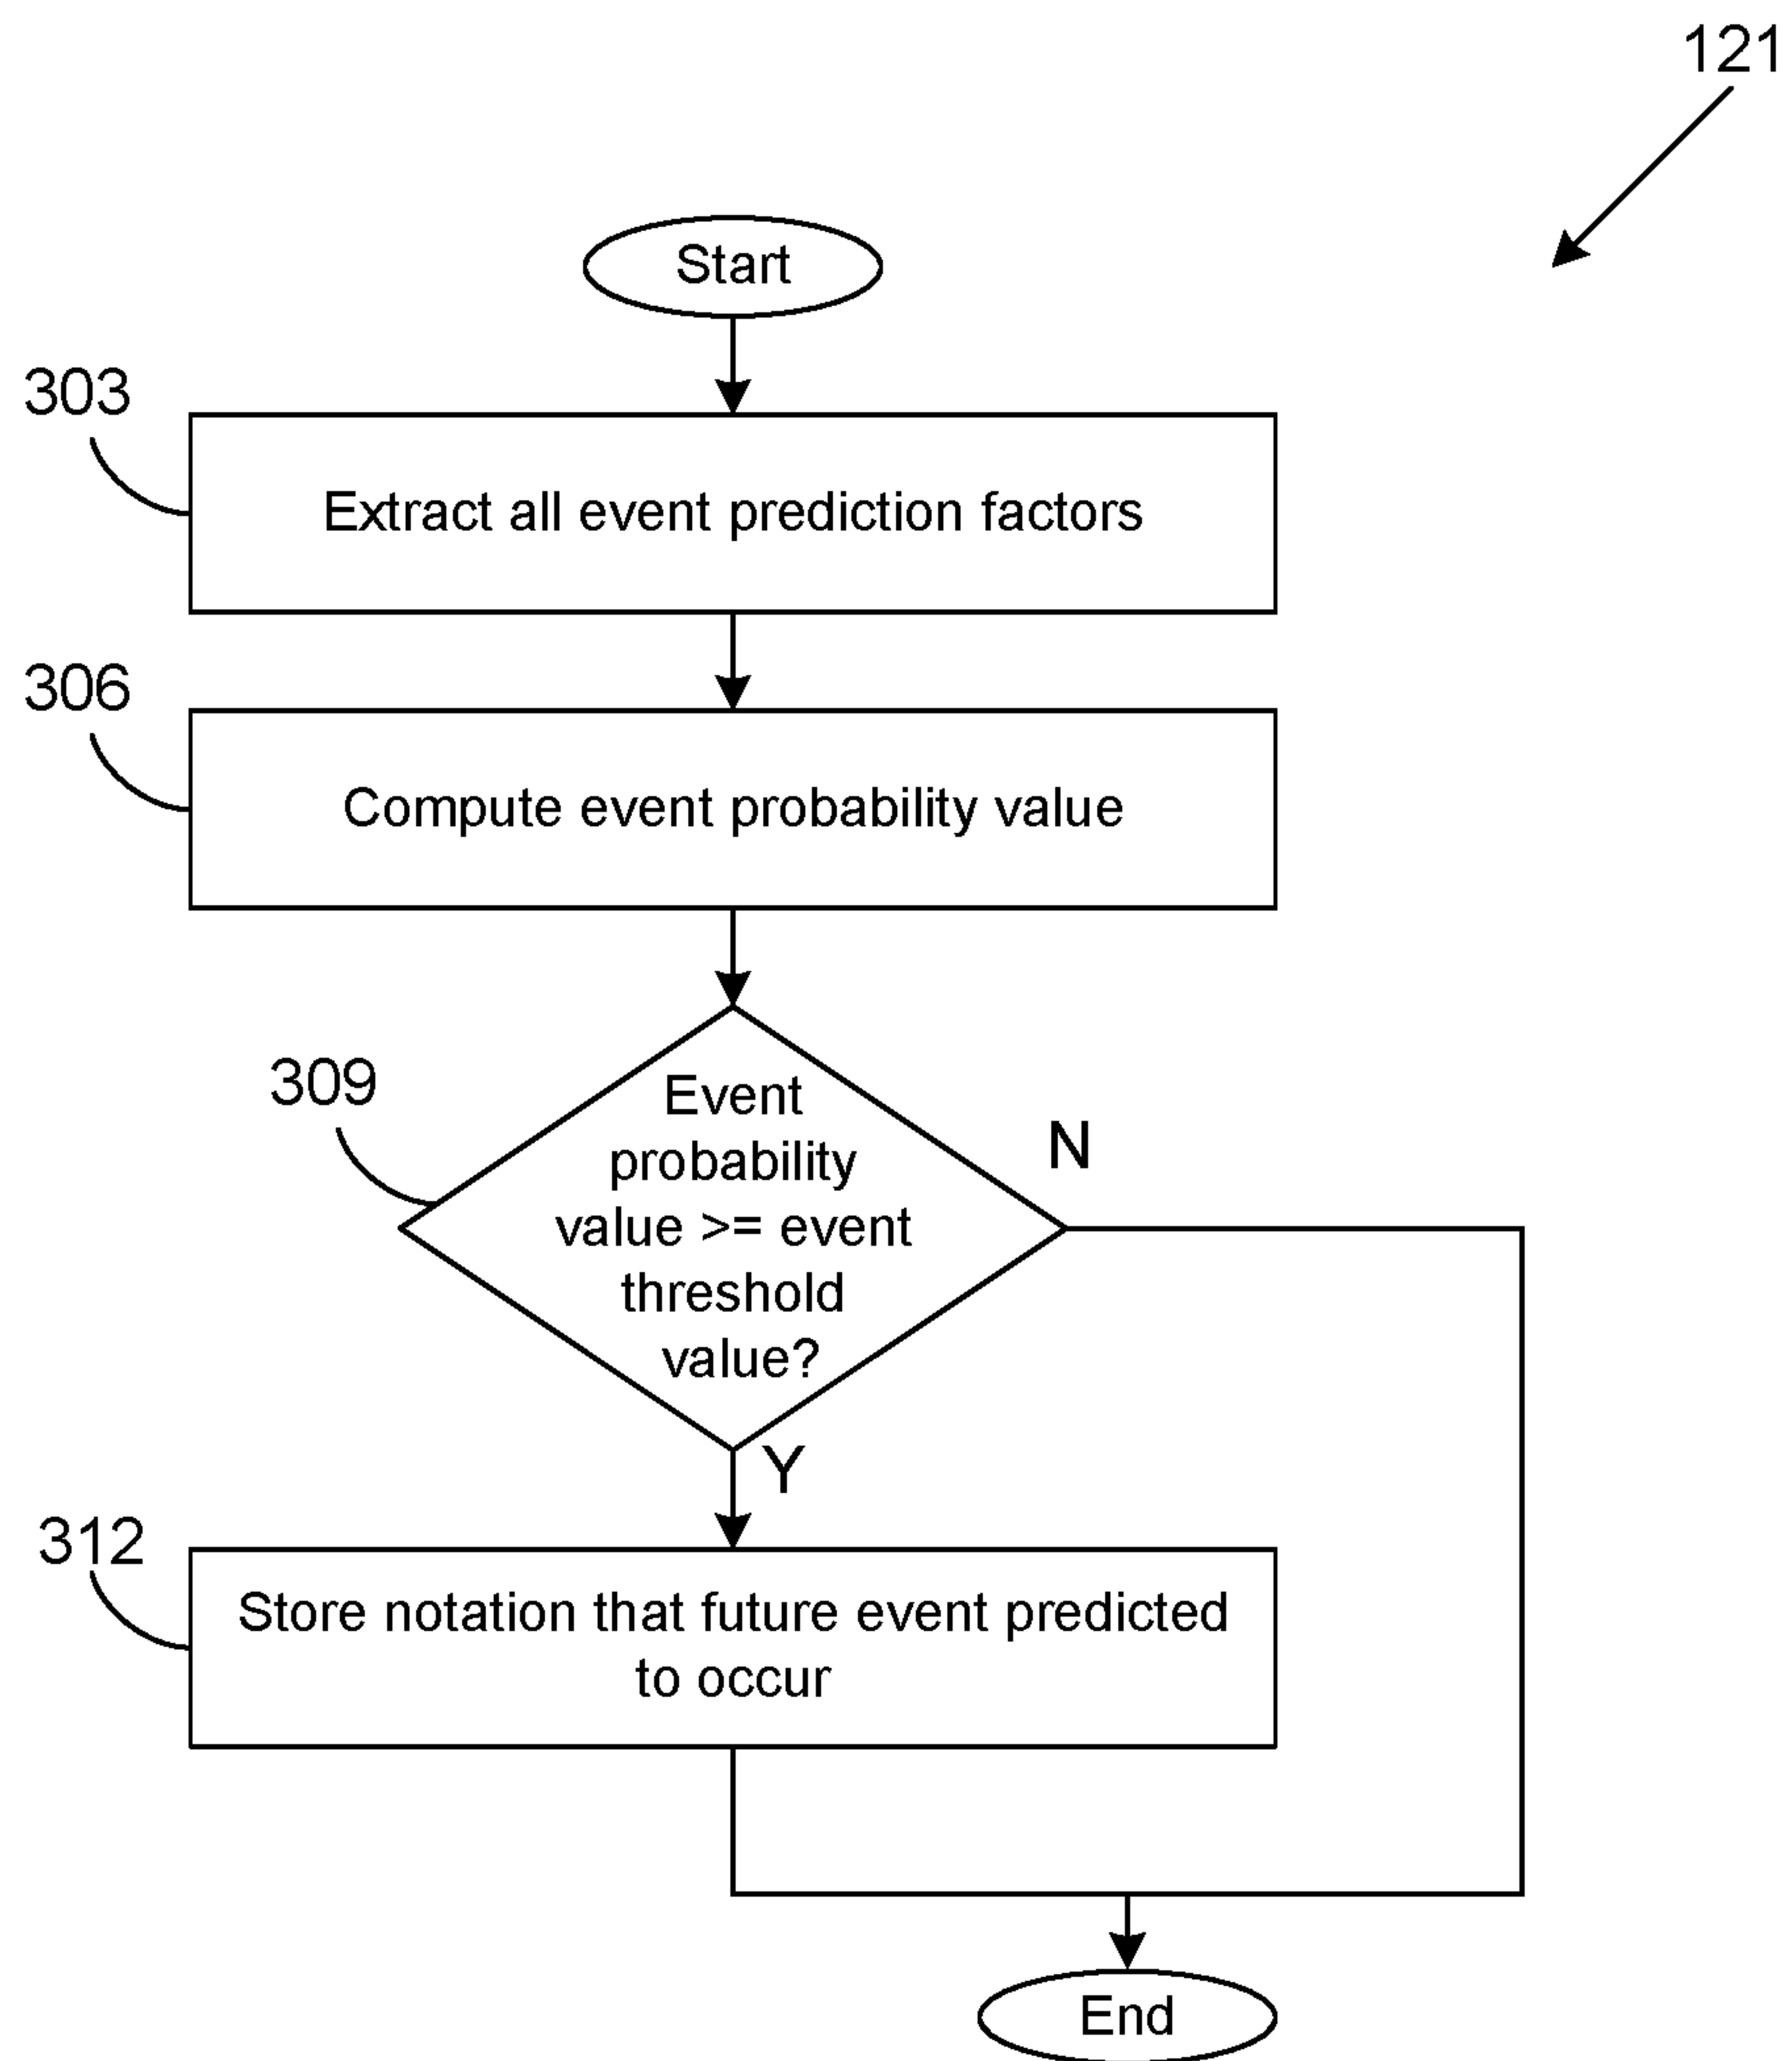 121
Start
303
Extract all event prediction factors
306
Compute event probability value
309
Event
probability
value >= event
threshold
value?
N
Y
312
Store notation that future event predicted
to occur
End